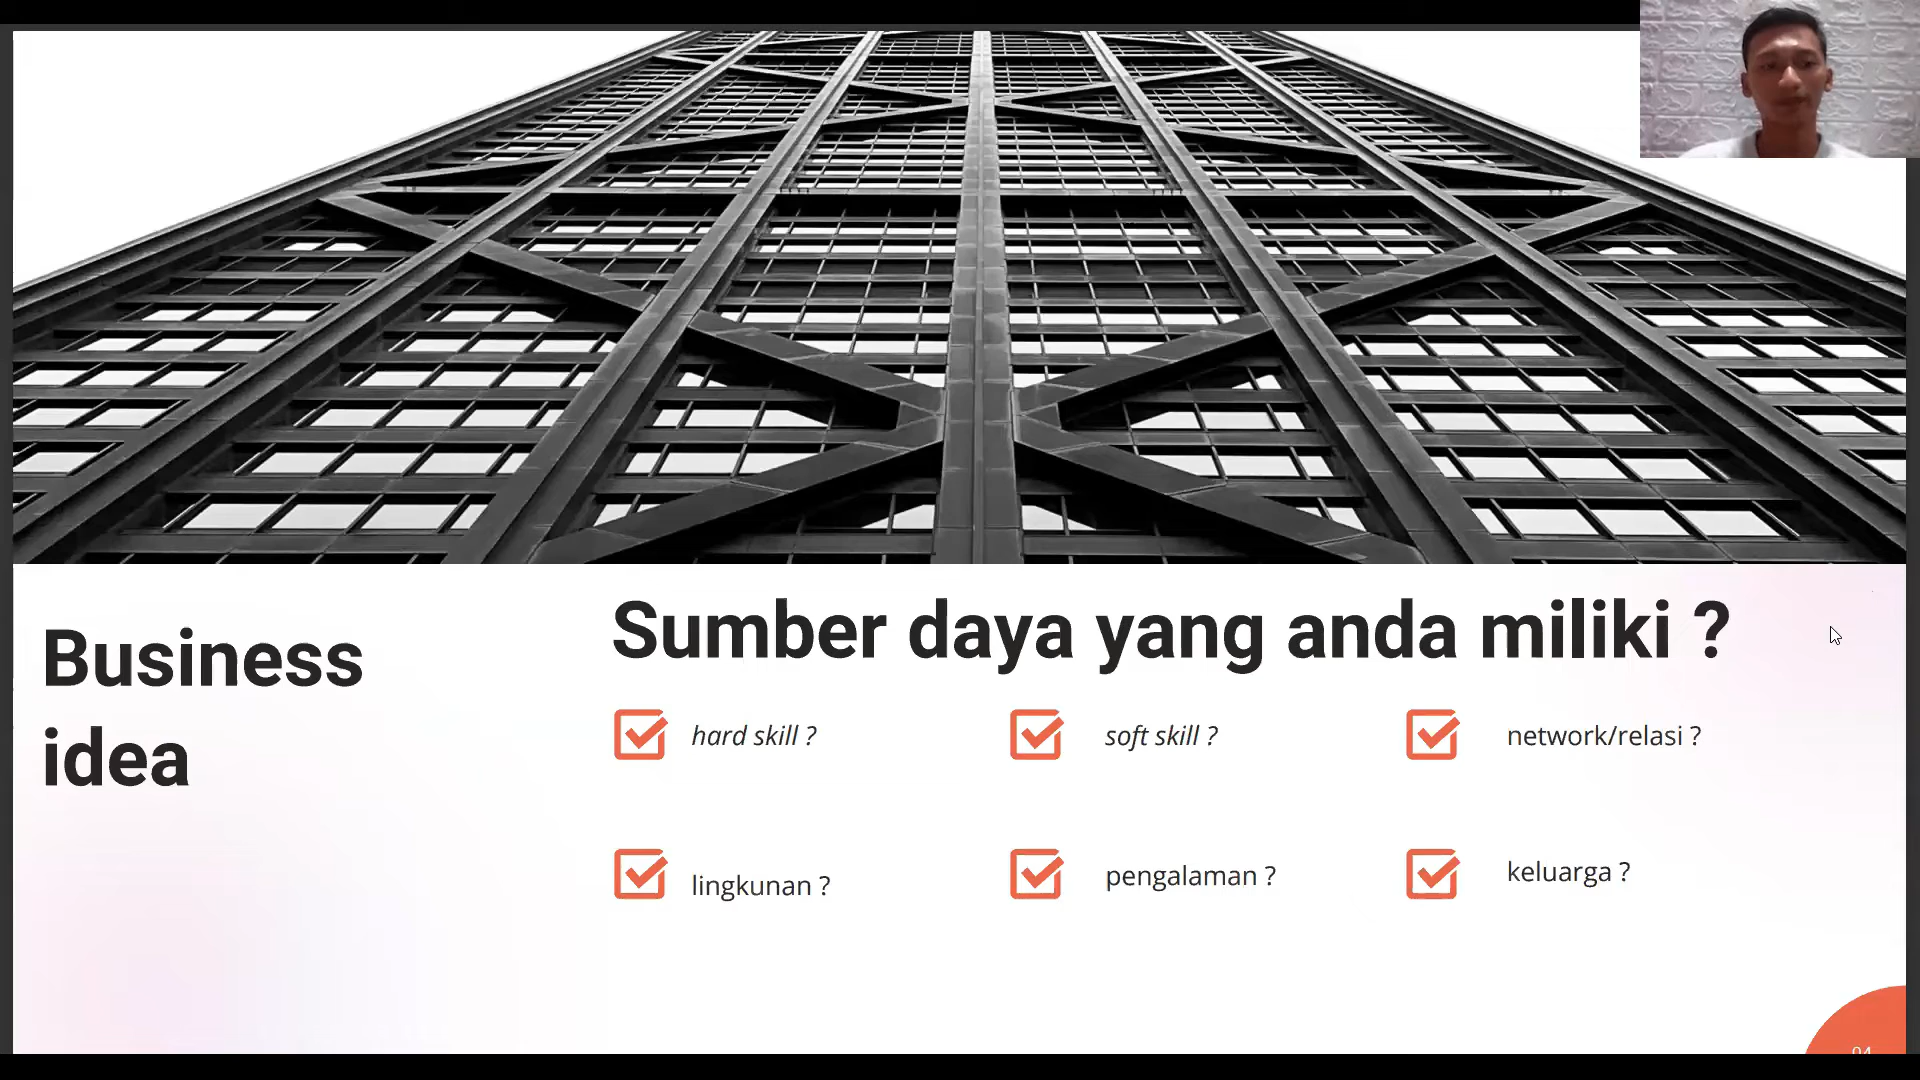 Business
idea
Sumber daya yang anda miliki ?
hard skill ?
soft skill ?
network/relasi ?
lingkunan ?
pengalaman ?
keluarga ?